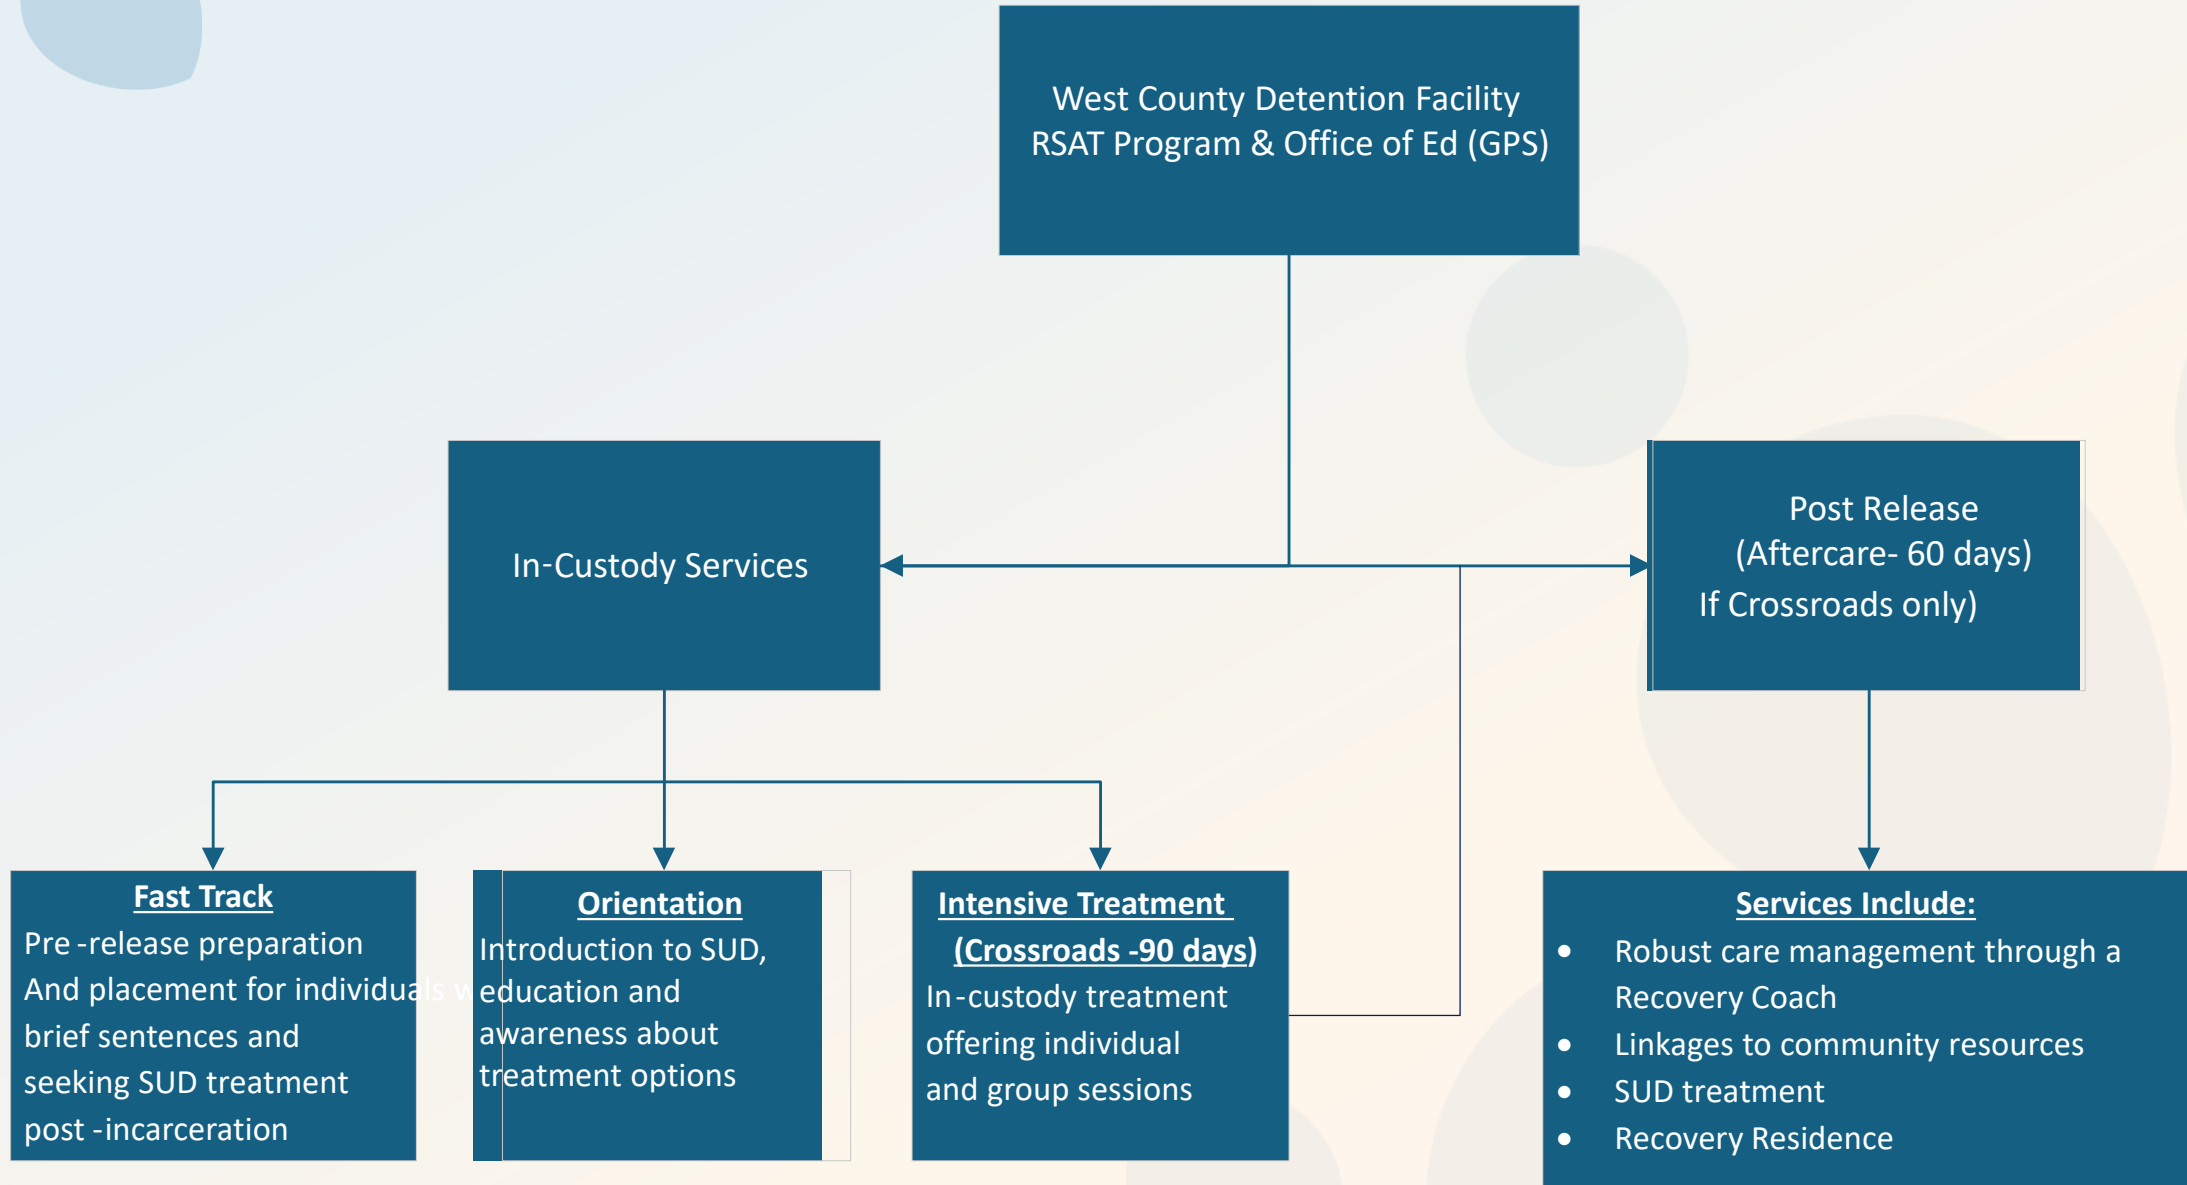 West County Detention Facility
RSAT Program & Office of Ed (GPS)
In-Custody Services
Post Release
(Aftercare- 60 days)
If Crossroads only)
Fast Track
Pre -release preparation
And placement for individuals
brief sentences and
seeking SUD treatment
post -incarceration
Orientation
Introduction to SUD,
education and
awareness about
treatment options
Intensive Treatment
(Crossroads -90 days)
In-custody treatment
offering individual
and group sessions
Services Include:
• Robust care management through a
Recovery Coach
• Linkages to community resources
• SUD treatment
• Recovery Residence